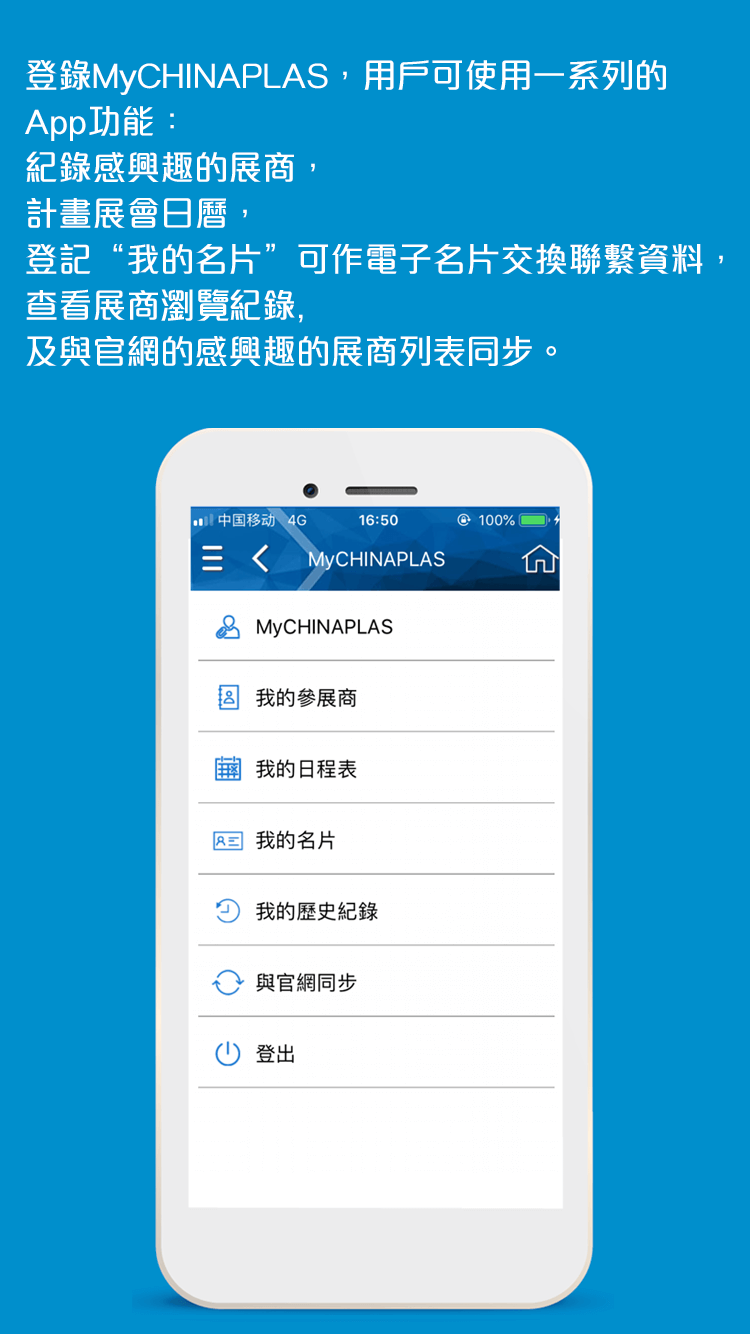 登錄MyCHINAPLAS，用戶可使用一系列的
App功能：
紀錄感興趣的展商，
計畫展會日曆，
登記“我的名片”可作電子名片交換聯繫資料，
查看展商瀏覽紀錄,
及與官網的感興趣的展商列表同步。
中国移动 4G 16:50 100%
MyCHINAPLAS
MyCHINAPLAS
我的參展商
我的日程表
我的名片
我的歷史紀錄
與官網同步
登出